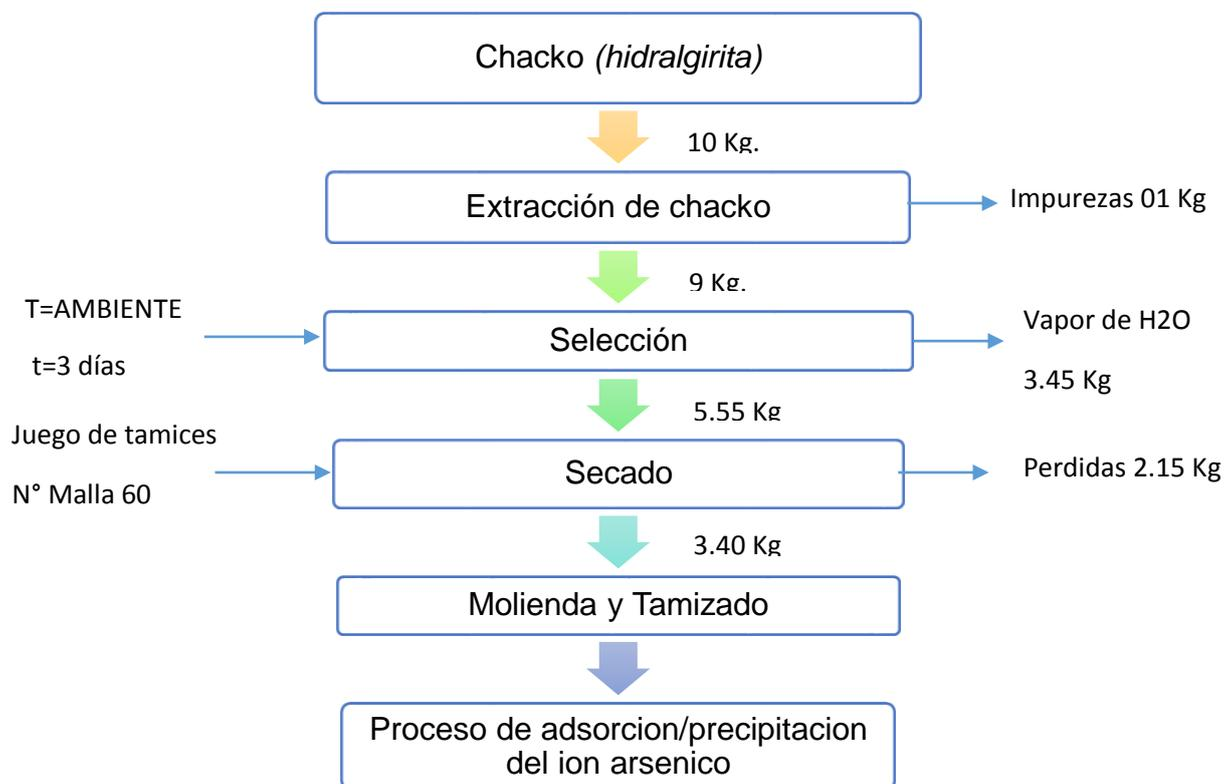 Chacko (hidralgirita)
10 Kg.
Extracción de chacko
Impurezas 01 Kg
9 Kg.
T=AMBIENTE
t=3 días
Selección
Vapor de H2O
3.45 Kg
5.55 Kg
Juego de tamices
N° Malla 60
Secado
Perdidas 2.15 Kg
3.40 Kg
Molienda y Tamizado
Proceso de adsorcion/precipitacion
del ion arsenico